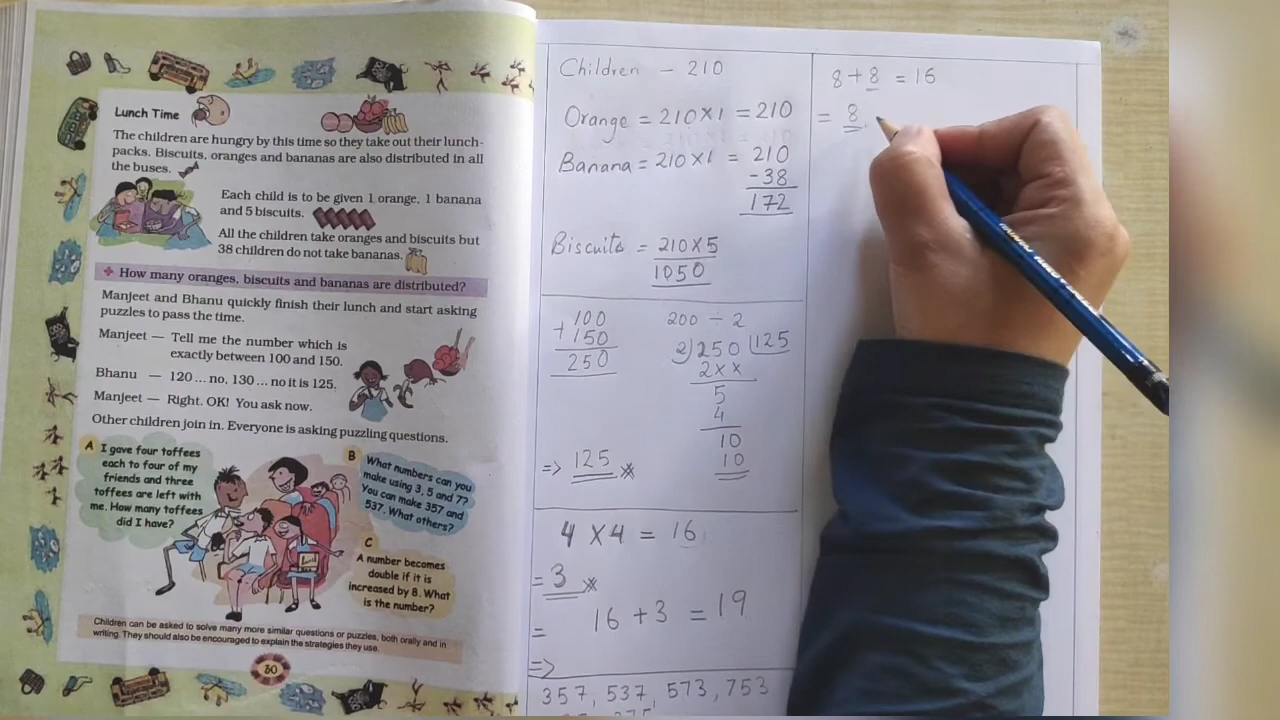 Lunch Time
The children are hungry by this time so they take out their lunch-
packs. Biscuits, oranges and bananas are also distributed in all
the buses.
Each child is to be given 1 orange, 1 banana
and 5 biscuits.
All the children take oranges and biscuits but
38 children do not take bananas.
❖ How many oranges, biscuits and bananas are distributed?
Manjeet and Bhanu quickly finish their lunch and start asking
puzzles to pass the time.
Manjeet — Tell me the number which is
exactly between 100 and 150.
Bhanu — 120 ... no, 130 ... no it is 125.
Manjeet — Right. OK! You ask now.
Other children join in. Everyone is asking puzzling questions.
A I gave four toffees
each to four of my
friends and three
toffees are left with
me. How many toffees
did I have?
B What numbers can you
make using 3, 5 and 7?
You can make 357 and
537. What others?
C
A number becomes
double if it is
increased by 8. What
is the number?
Children can be asked to solve many more similar questions or puzzles, both orally and in
writing. They should also be encouraged to explain the strategies they use.
30
Children - 210
Orange = 210 × 1 = 210
Banana = 210 × 1 = 210
- 38
172
Biscuits = 210 × 5
1050
100
+ 150
250
200 ÷ 2
2) 250 125
2 x x
5
4
10
10
=> 125
4 × 4 = 16
= 3
= 16 + 3 = 19
=>
357, 537, 573, 753
8 + 8 = 16
= 8